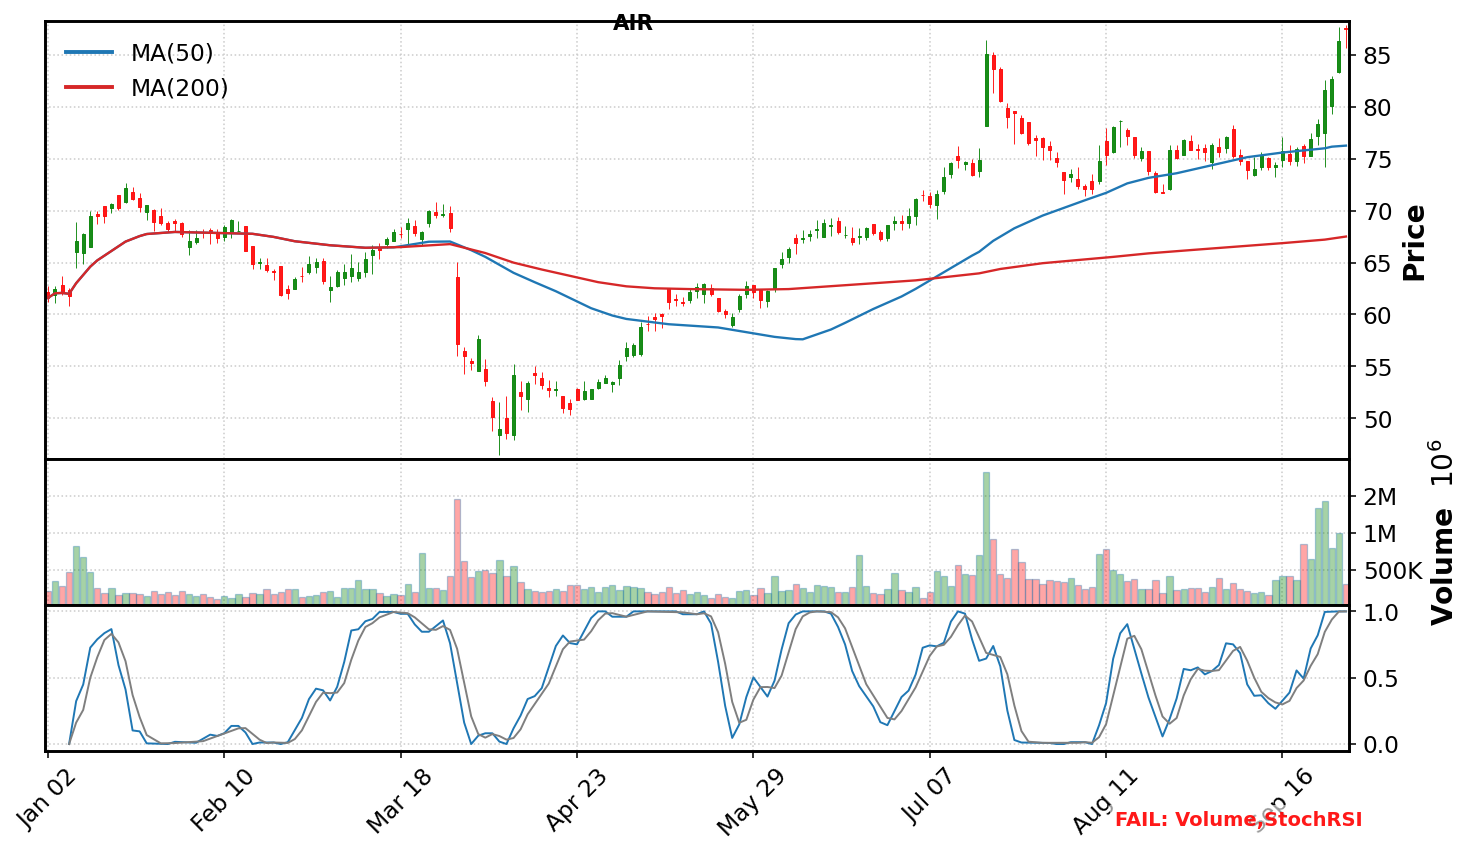 AIR
MA(50)
MA(200)
85
80
75
70
65
60
55
50
Price
2M
1M
500K
Volume 10⁶
1.0
0.5
0.0
Jan 02
Feb 10
Mar 18
Apr 23
May 29
Jul 07
Aug 11
Sep 16
FAIL: Volume, StochRSI